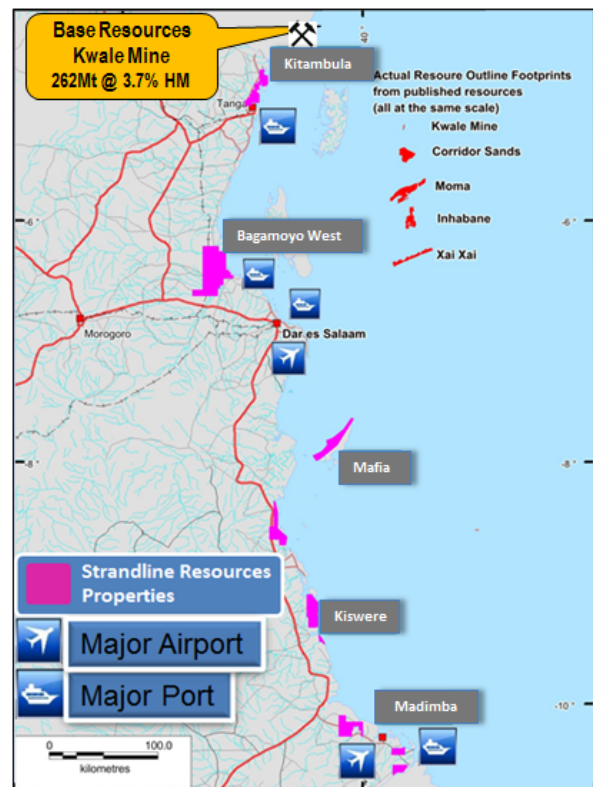 Base Resources
Kwale Mine
262Mt @ 3.7% HM
40
Kitambula
Tanga
Actual Resoure Outline Footprints
from published resources
(all at the same scale)
Kwale Mine
Corridor Sands
Moma
Inhabane
Xai Xai
-6°
-6°
Bagamoyo West
Morogoro
Dar es Salaam
-8°
-8°
Mafia
Strandline Resources
Properties
Kiswere
Major Airport
Major Port
Madimba
-10°
0
100.0
kilometres